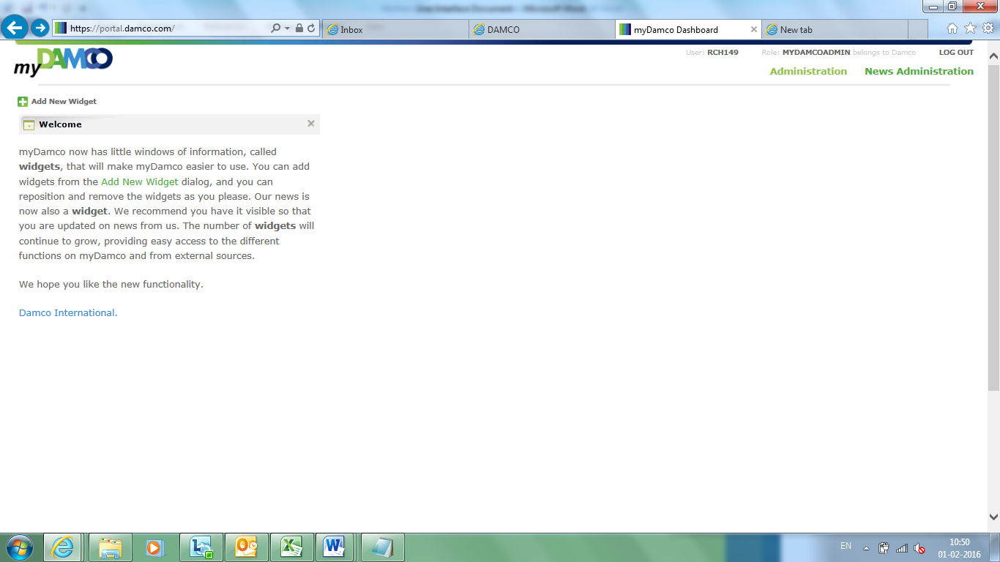 User Interface Document - Microsoft Word
https://portal.damco.com/
Inbox
DAMCO
myDamco Dashboard
New tab
myDAMCO
User: RCH149
Role: MYDAMCOADMIN belongs to Damco
LOG OUT
Administration
News Administration
Add New Widget
Welcome
myDamco now has little windows of information, called
widgets, that will make myDamco easier to use. You can add
widgets from the Add New Widget dialog, and you can
reposition and remove the widgets as you please. Our news is
now also a widget. We recommend you have it visible so that
you are updated on news from us. The number of widgets will
continue to grow, providing easy access to the different
functions on myDamco and from external sources.
We hope you like the new functionality.
Damco International.
EN
10:50
01-02-2016